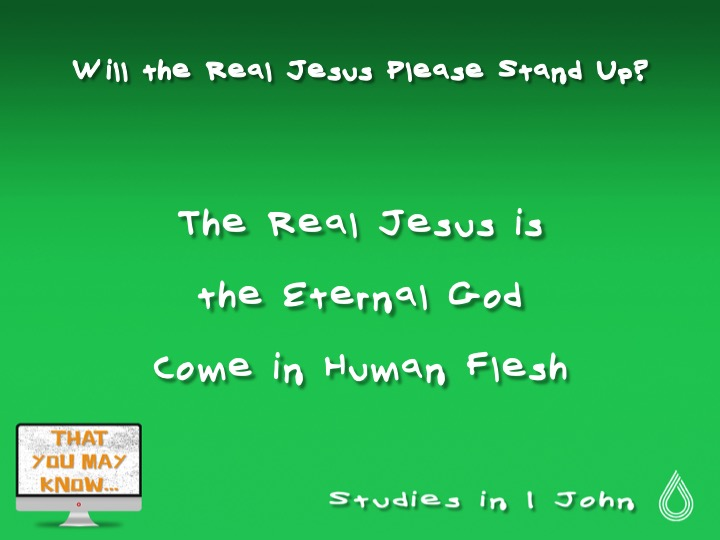 Will the Real Jesus Please Stand Up?
The Real Jesus is
the Eternal God
Come in Human Flesh
THAT
YOU MAY
KNOW...
Studies in 1 John